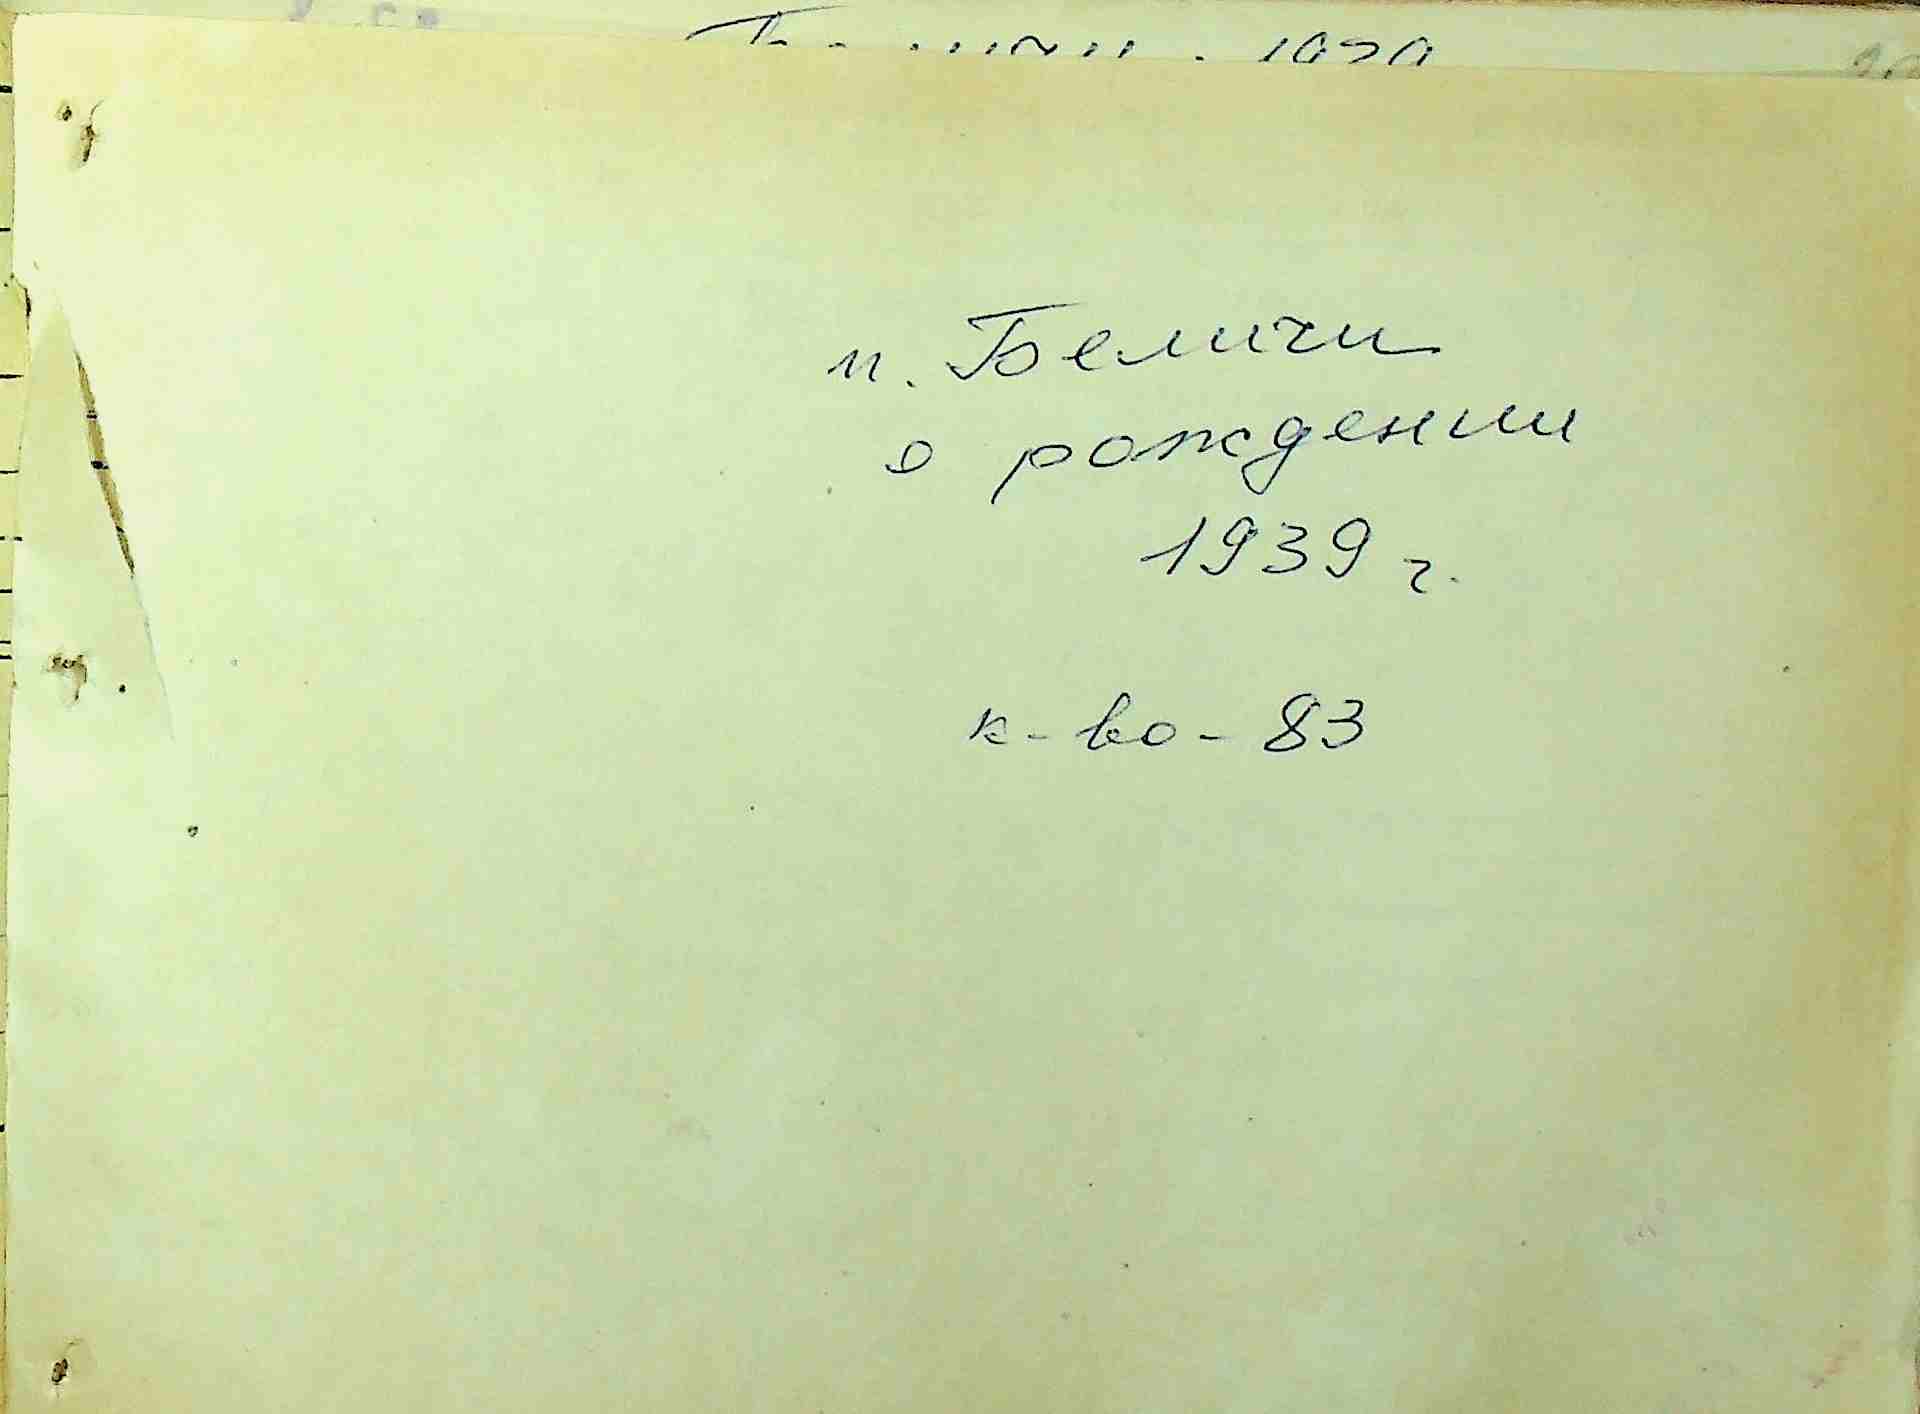 п. Беличи
о рождении
1939 г.
к-во - 83